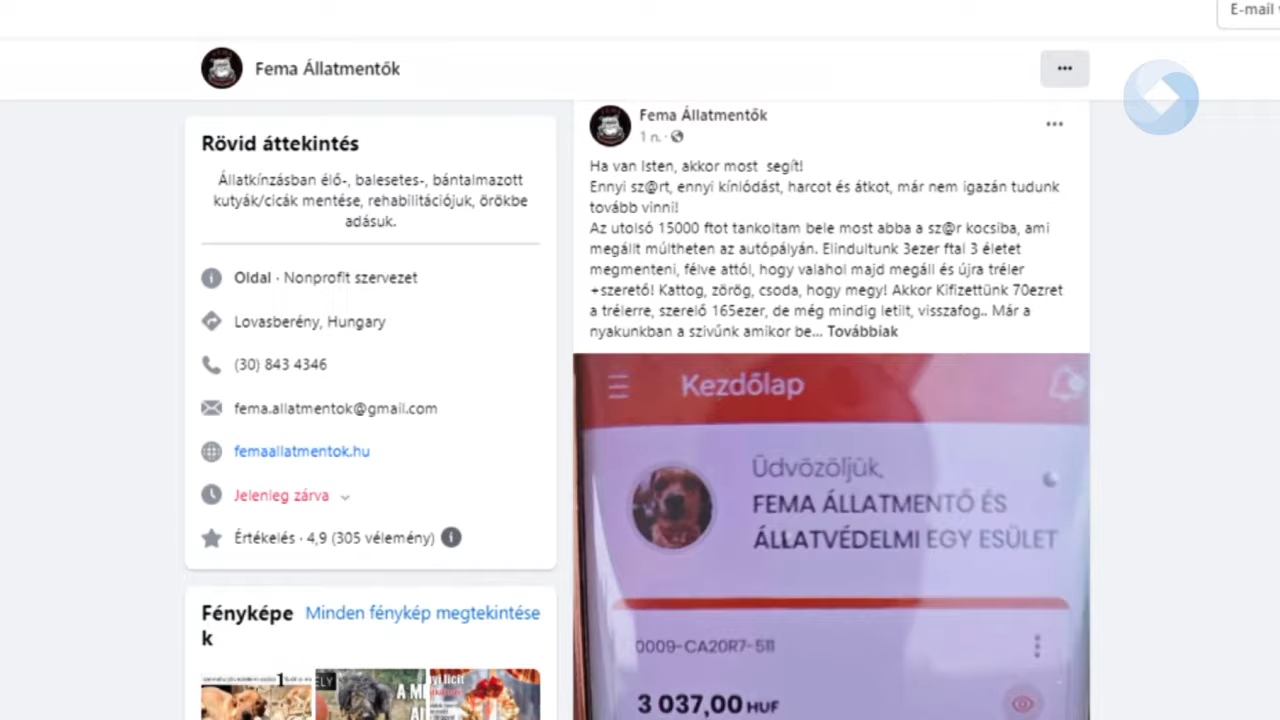 E-mail
Fema Állatmentők
Rövid áttekintés
Állatkínzásban élő-, balesetes-, bántalmazott
kutyák/cicák mentése, rehabilitációjuk, örökbe
adásuk.
Oldal · Nonprofit szervezet
Lovasberény, Hungary
(30) 843 4346
fema.allatmentok@gmail.com
femaallatmentok.hu
Jelenleg zárva
Értékelés · 4,9 (305 vélemény)
Fényképe
k
Minden fénykép megtekintése
Fema Állatmentők
1 n.
Ha van Isten, akkor most segít!
Ennyi sz@rt, ennyi kínlódást, harcot és átkot, már nem igazán tudunk
tovább vinni!
Az utolsó 15000 ftot tankoltam bele most abba a sz@r kocsiba, ami
megállt múltheten az autópályán. Elindultunk 3ezer ftal 3 életet
megmenteni, félve attól, hogy valahol majd megáll és újra tréler
+szerető! Kattog, zörög, csoda, hogy megy! Akkor Kifizettünk 70ezret
a trélerre, szerelő 165ezer, de még mindig letilt, visszafog.. Már a
nyakunkban a szivűnk amikor be... Továbbiak
Kezdőlap
Üdvözöljük,
FEMA ÁLLATMENTŐ ÉS
ÁLLATVÉDELMI EGY ESÜLET
0009-CA20R7-511
3 037,00 HUF